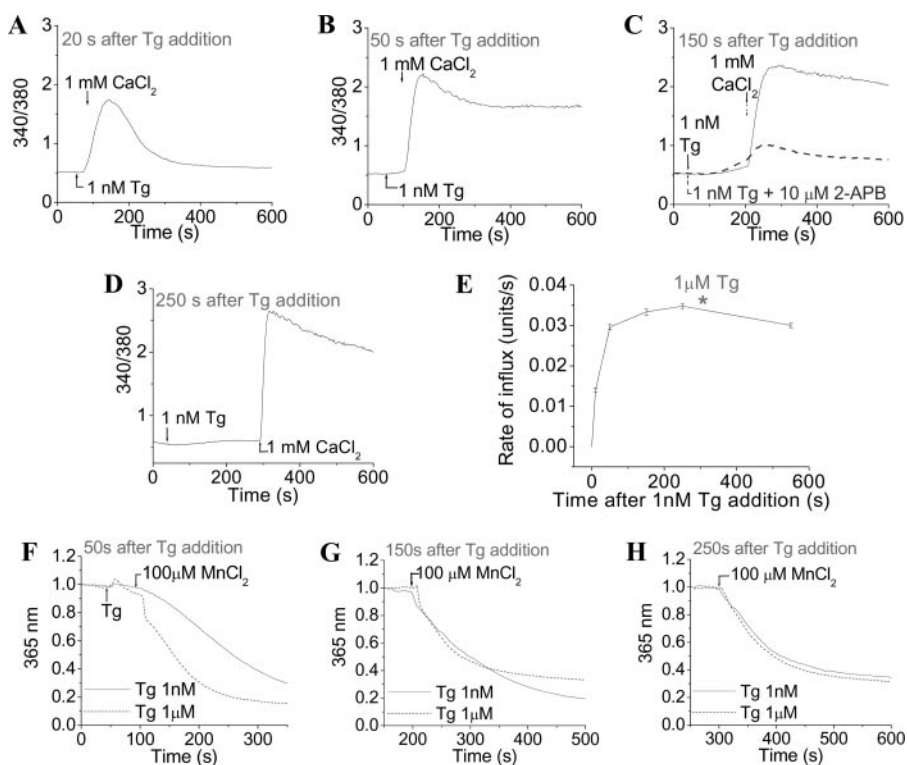 A
20 s after Tg addition
3
2
1
0
340/380
1 mM CaCl2
1 nM Tg
0 200 400 600
Time (s)
B
50 s after Tg addition
3
2
1
0
1 mM CaCl2
1 nM Tg
0 200 400 600
Time (s)
C
150 s after Tg addition
3
2
1
0
1 mM
CaCl2
1 nM
Tg
1 nM Tg + 10 μM 2-APB
0 200 400 600
Time (s)
D
250 s after Tg addition
3
2
1
340/380
1 nM Tg
1 mM CaCl2
0 200 400 600
Time (s)
E
1μM Tg
*
0.04
0.03
0.02
0.01
0.00
Rate of influx (units/s)
0 200 400 600
Time after 1nM Tg addition (s)
F
50s after Tg addition
1.2
1.0
0.8
0.6
0.4
0.2
0.0
365 nm
100μM MnCl2
Tg
Tg 1nM
Tg 1μM
0 100 200 300
Time (s)
G
150s after Tg addition
1.2
1.0
0.8
0.6
0.4
0.2
0.0
365 nm
100 μM MnCl2
Tg 1nM
Tg 1μM
200 300 400 500
Time (s)
H
250s after Tg addition
1.2
1.0
0.8
0.6
0.4
0.2
0.0
365 nm
100 μM MnCl2
Tg 1nM
Tg 1μM
300 400 500 600
Time (s)